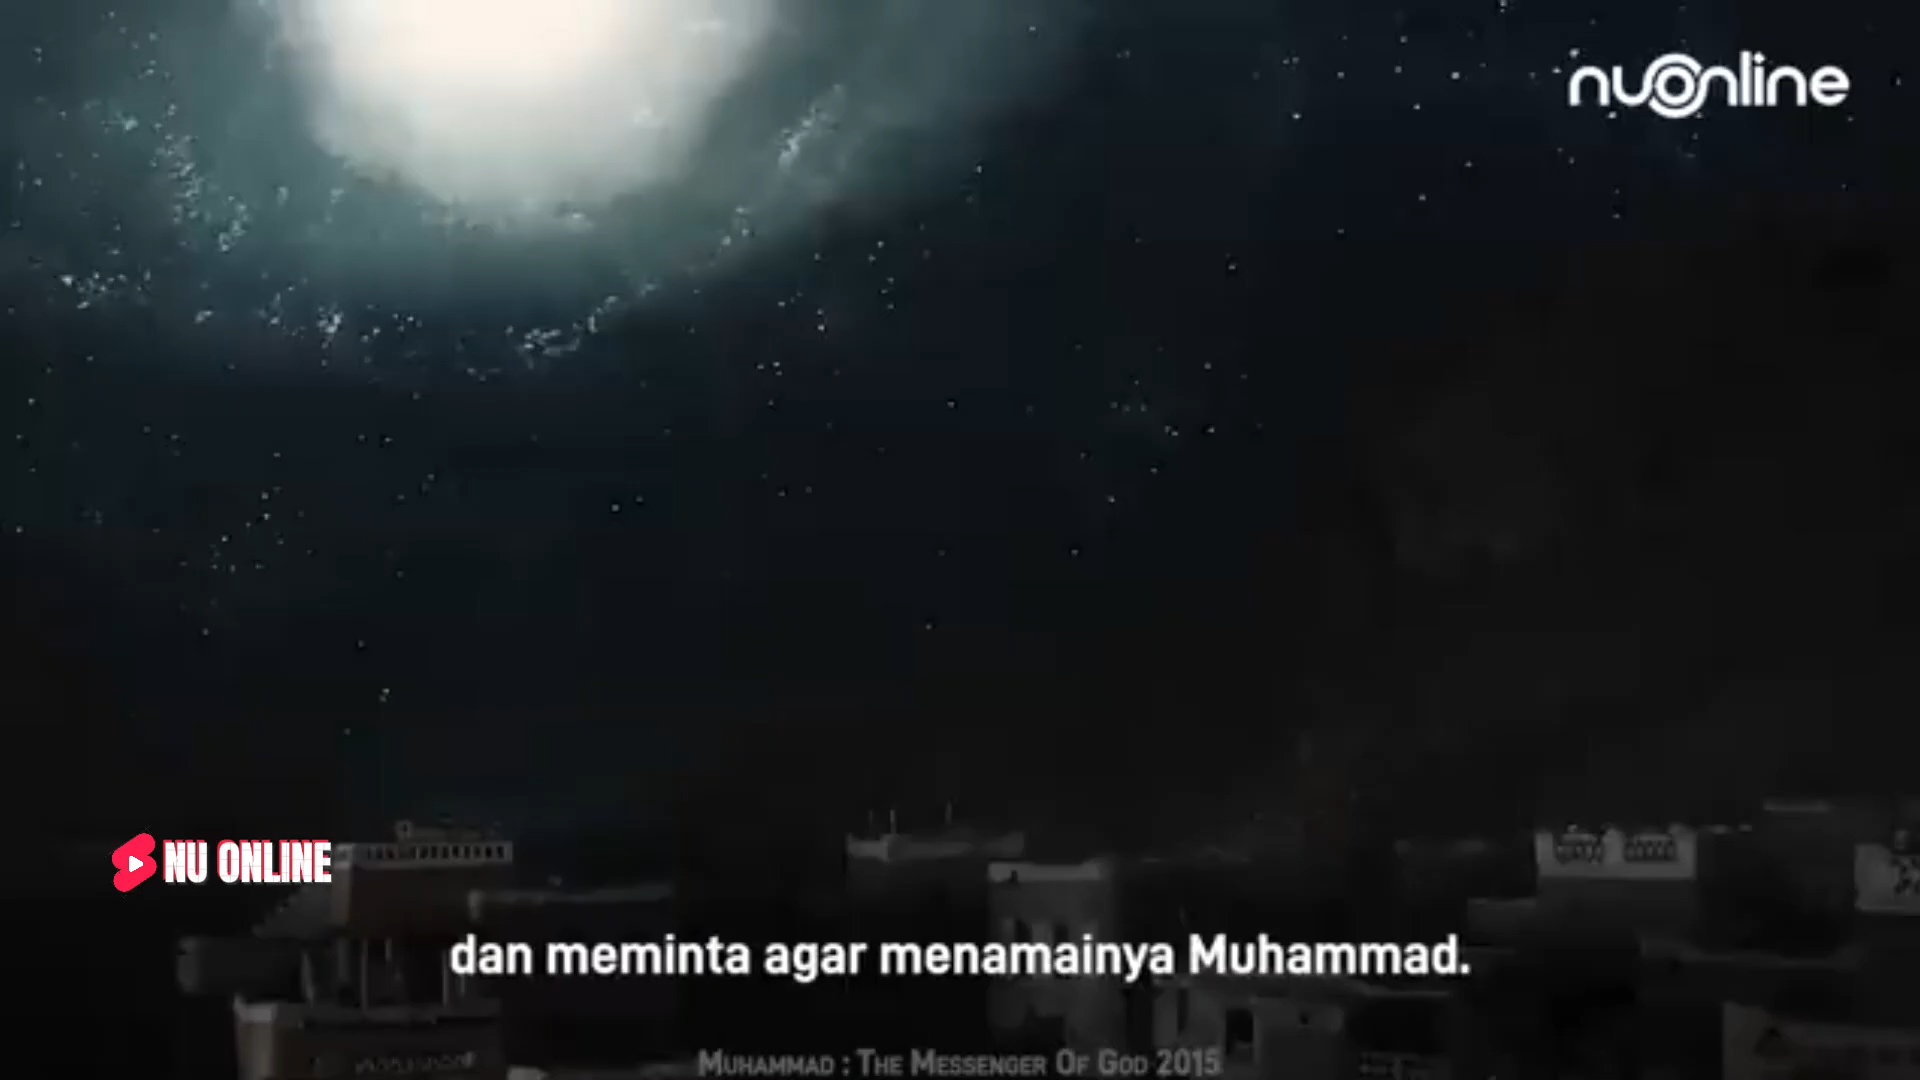 nuonline
NU ONLINE
dan meminta agar menamainya Muhammad.
MUHAMMAD : THE MESSENGER OF GOD 2015